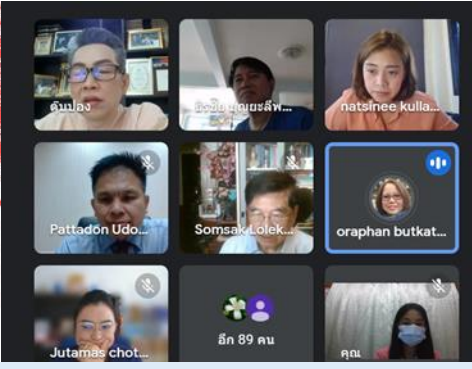 ต้นปอง
natsinee kulla...
Pattadon Udo...
Somsak Lolek...
oraphan butkat...
Jutamas chot...
อีก 89 คน
คุณ